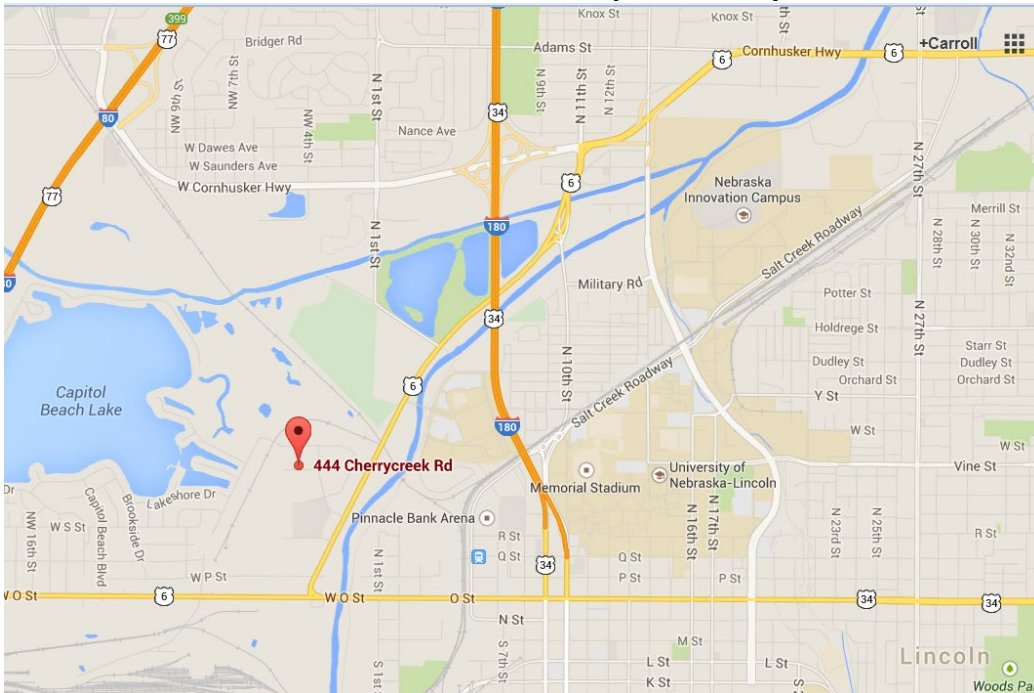 Knox St
Knox St
399
77
Bridger Rd
Adams St
Cornhusker Hwy
6
6
+Carroll
NW 9th St
NW 7th St
NW 4th St
N 1st St
N 9th St
N 11th St
N 12th St
80
34
Nance Ave
W Dawes Ave
W Saunders Ave
W Cornhusker Hwy
77
6
Nebraska
Innovation Campus
N 27th St
Merrill St
N 28th St
N 30th St
N 32nd St
N 1st St
180
Salt Creek Roadway
Military Rd
Potter St
34
Holdrege St
N 27th St
Starr St
Dudley St
Dudley St
Orchard St
Orchard St
N 10th St
Capitol
Beach Lake
6
Salt Creek Roadway
Y St
180
W St
W St
444 Cherrycreek Rd
Memorial Stadium
University of
Nebraska-Lincoln
Vine St
Dr
Lakeshore Dr
NW 16th St
W S St
Capitol Beach Blvd
Brookside Dr
Pinnacle Bank Arena
N 16th St
N 17th St
N 23rd St
N 25th St
R St
R St
Q St
Q St
N 1st St
W P St
34
P St
P St
W O St
6
W O St
O St
34
34
N St
S 7th St
S 1st St
M St
L St
L St
K St
Lincoln
Woods Pa